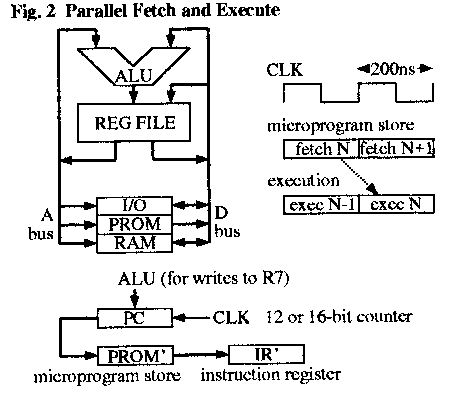 Fig. 2 Parallel Fetch and Execute
ALU
REG FILE
CLK
200ns
microprogram store
fetch N fetch N+1
execution
exec N-1 exec N
A bus
I/O
PROM
RAM
D bus
ALU (for writes to R7)
PC
CLK 12 or 16-bit counter
PROM' IR'
microprogram store instruction register